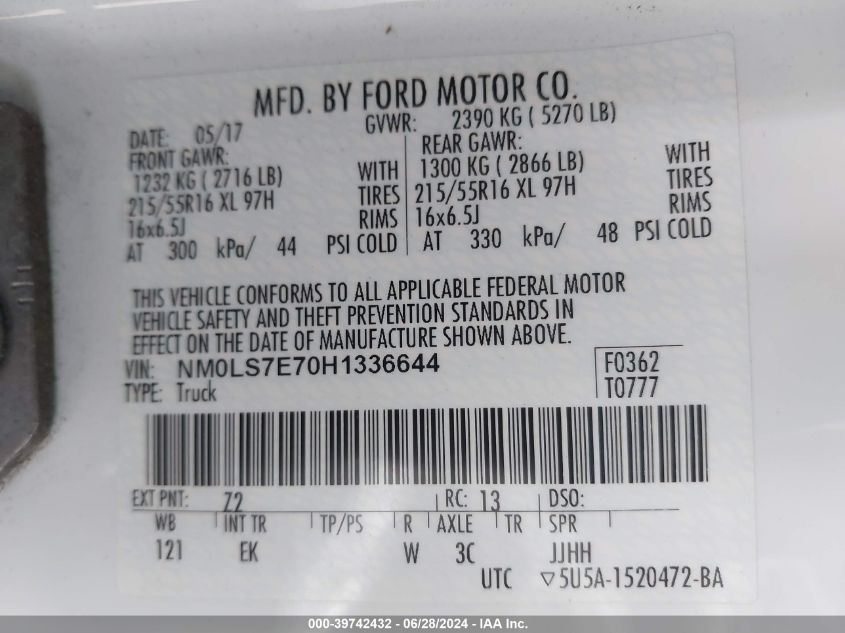 MFD. BY FORD MOTOR CO.
DATE: 05/17 GVWR: 2390 KG ( 5270 LB)
FRONT GAWR: REAR GAWR:
1232 KG ( 2716 LB) WITH 1300 KG ( 2866 LB) WITH
215/55R16 XL 97H TIRES 215/55R16 XL 97H TIRES
16x6.5J RIMS 16x6.5J RIMS
AT 300 kPa/ 44 PSI COLD AT 330 kPa/ 48 PSI COLD
THIS VEHICLE CONFORMS TO ALL APPLICABLE FEDERAL MOTOR
VEHICLE SAFETY AND THEFT PREVENTION STANDARDS IN
EFFECT ON THE DATE OF MANUFACTURE SHOWN ABOVE.
VIN: NM0LS7E70H1336644 F0362
TYPE: Truck T0777
EXT PNT: Z2 RC: 13 DSO:
WB INT TR TP/PS R AXLE TR SPR
121 EK W 3C JJHH
UTC ▽5U5A-1520472-BA
000-39742432 - 06/28/2024 - IAA Inc.